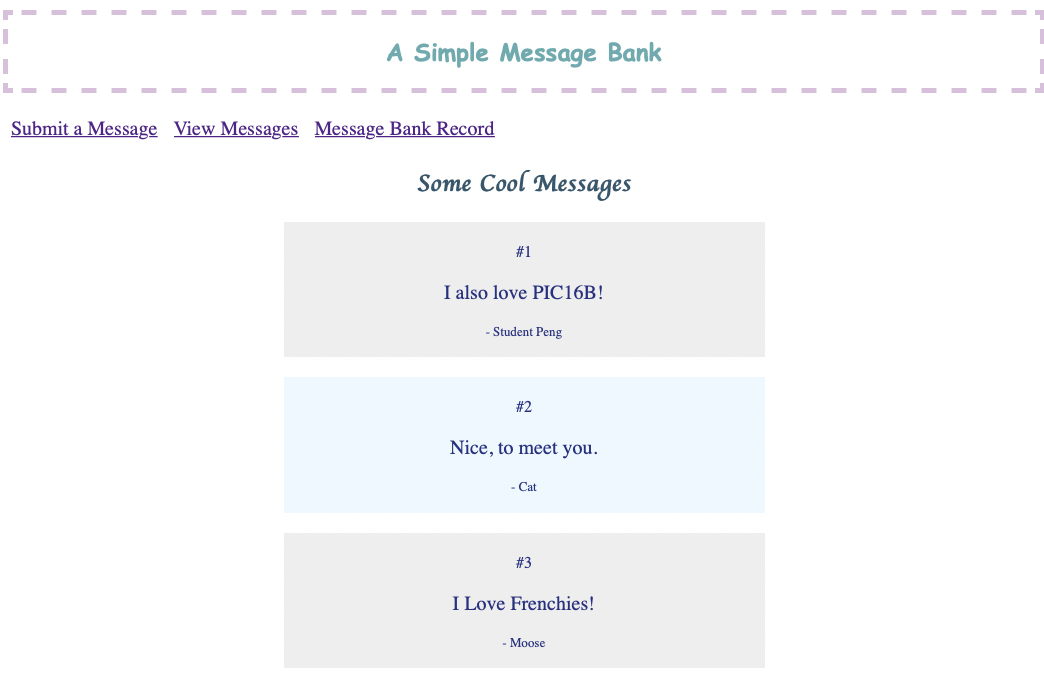 A Simple Message Bank
Submit a Message View Messages Message Bank Record
Some Cool Messages
#1
I also love PIC16B!
- Student Peng
#2
Nice, to meet you.
- Cat
#3
I Love Frenchies!
- Moose